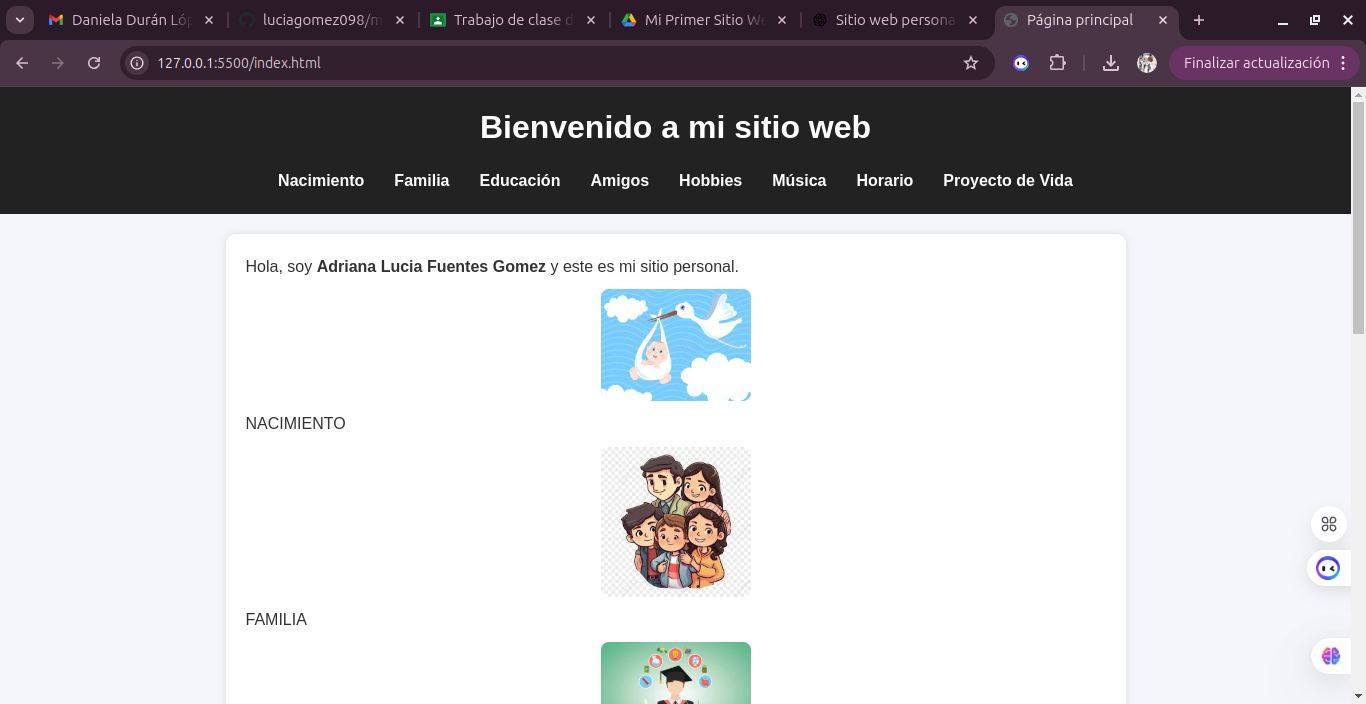 Daniela Durán Lóp
luciagomez098/m
Trabajo de clase d
Mi Primer Sitio We
Sitio web persona
Página principal
127.0.0.1:5500/index.html
Finalizar actualización
Bienvenido a mi sitio web
Nacimiento Familia Educación Amigos Hobbies Música Horario Proyecto de Vida
Hola, soy Adriana Lucia Fuentes Gomez y este es mi sitio personal.
NACIMIENTO
FAMILIA